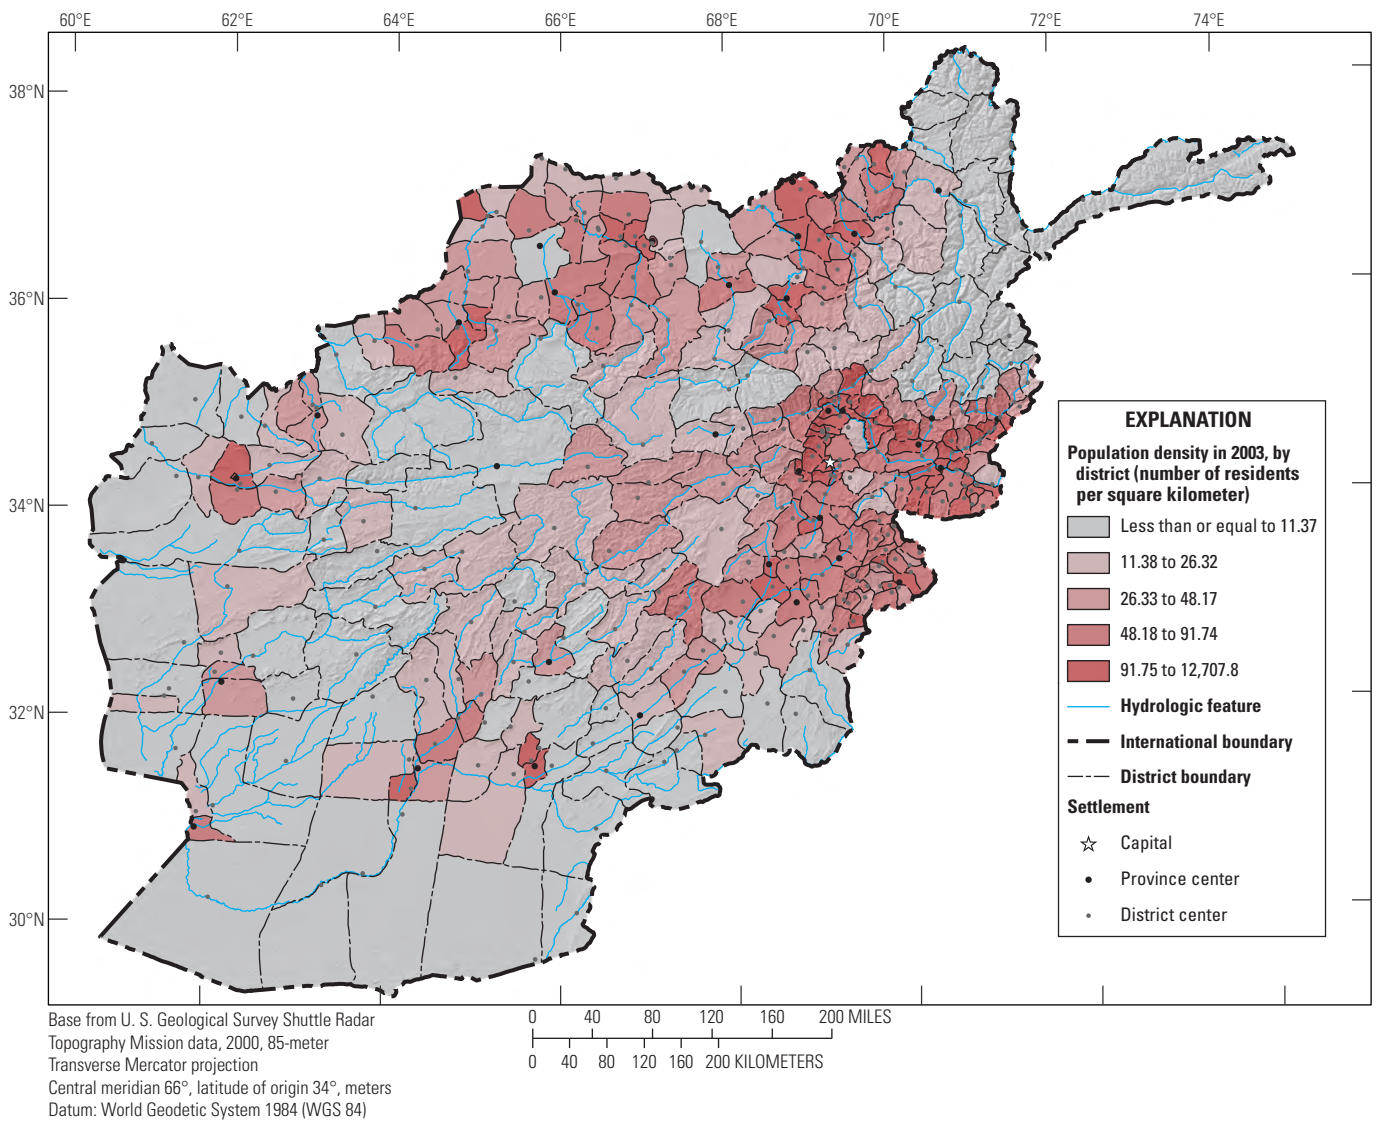 60°E 62°E 64°E 66°E 68°E 70°E 72°E 74°E
38°N
36°N
34°N
32°N
30°N
EXPLANATION
Population density in 2003, by
district (number of residents
per square kilometer)
Less than or equal to 11.37
11.38 to 26.32
26.33 to 48.17
48.18 to 91.74
91.75 to 12,707.8
Hydrologic feature
International boundary
District boundary
Settlement
Capital
Province center
District center
Base from U. S. Geological Survey Shuttle Radar
Topography Mission data, 2000, 85-meter
Transverse Mercator projection
Central meridian 66°, latitude of origin 34°, meters
Datum: World Geodetic System 1984 (WGS 84)
0 40 80 120 160 200 MILES
0 40 80 120 160 200 KILOMETERS